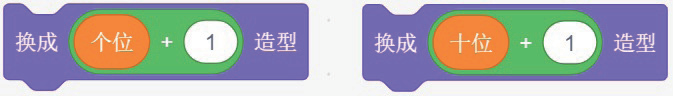 换成 个位 + 1 造型
换成 十位 + 1 造型